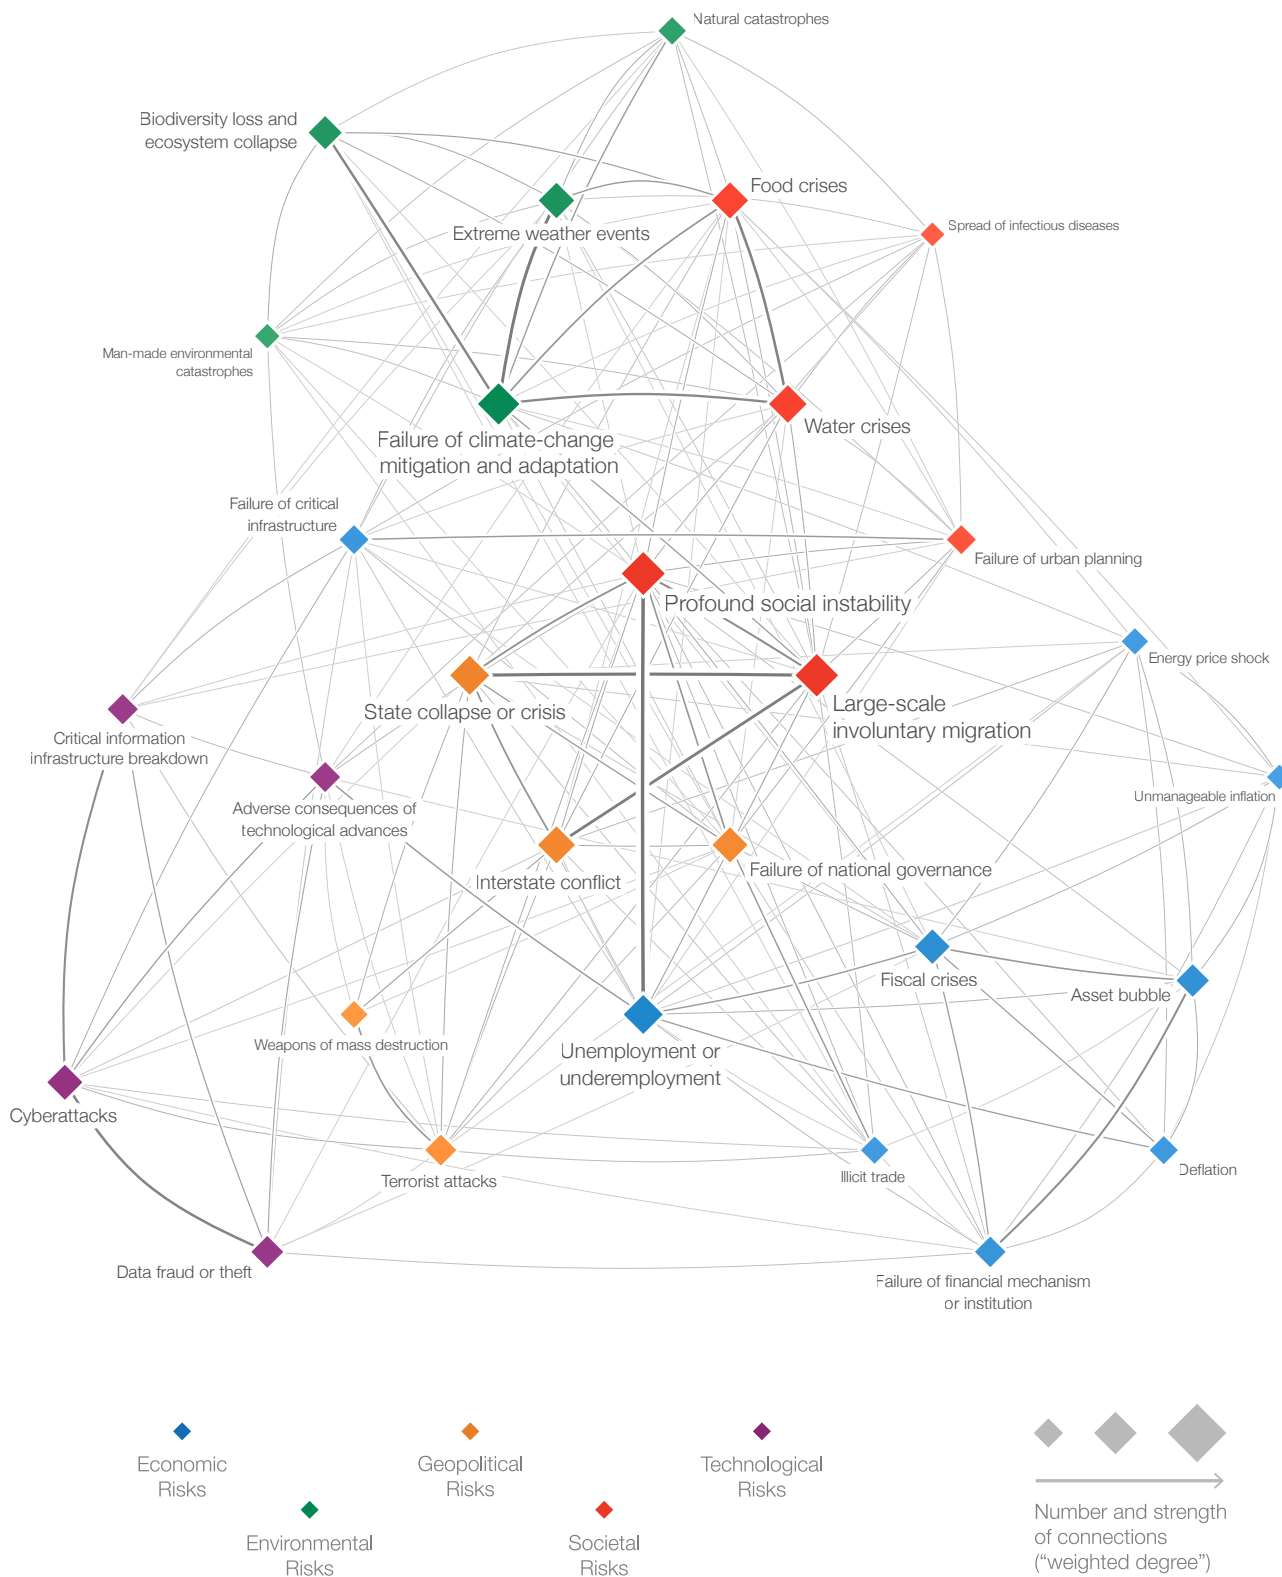 Natural catastrophes
Biodiversity loss and
ecosystem collapse
Food crises
Extreme weather events
Spread of infectious diseases
Man-made environmental
catastrophes
Water crises
Failure of climate-change
mitigation and adaptation
Failure of critical
infrastructure
Failure of urban planning
Profound social instability
Energy price shock
State collapse or crisis
Large-scale
involuntary migration
Critical information
infrastructure breakdown
Unmanageable inflation
Adverse consequences of
technological advances
Interstate conflict
Failure of national governance
Fiscal crises
Asset bubble
Weapons of mass destruction
Unemployment or
underemployment
Cyberattacks
Terrorist attacks
Illicit trade
Deflation
Data fraud or theft
Failure of financial mechanism
or institution
Economic
Risks
Geopolitical
Risks
Technological
Risks
Environmental
Risks
Societal
Risks
Number and strength
of connections
(“weighted degree”)